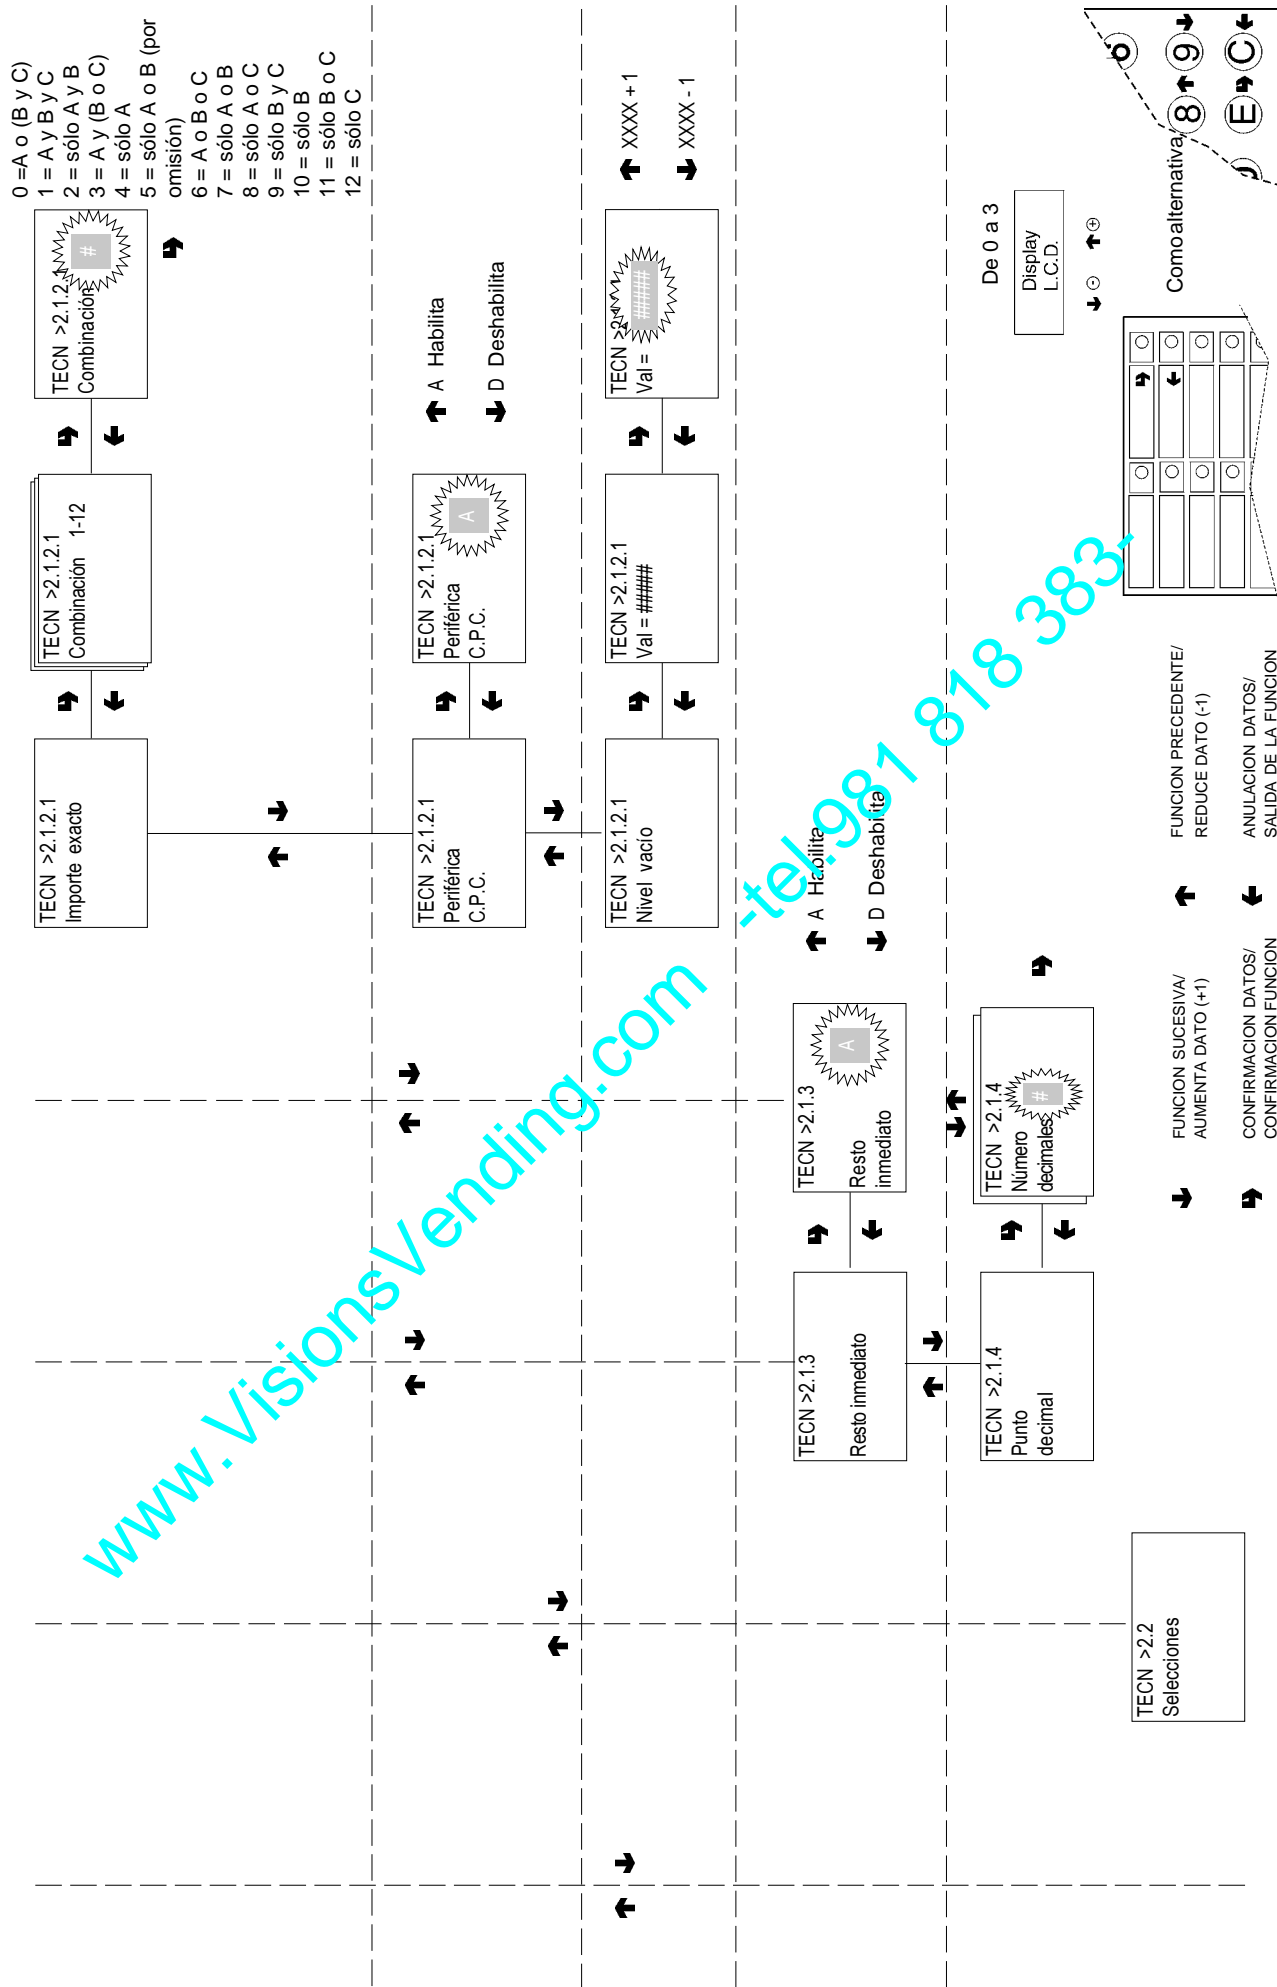 TECN >2.1.2.1
Importe exacto
TECN >2.1.2.1
Combinación 1-12
TECN >2.1.2.1
Combinación
#
0 =A o (B y C)
1 = A y B y C
2 = sólo A y B
3 = A y (B o C)
4 = sólo A
5 = sólo A o B (por
omisión)
6 = A o B o C
7 = sólo A o B
8 = sólo A o C
9 = sólo B y C
10 = sólo B
11 = sólo B o C
12 = sólo C
TECN >2.1.2.1
Periférica
C.P.C.
TECN >2.1.2.1
Periférica
C.P.C.
A
A Habilita
D Deshabilita
TECN >2.1.2.1
Nivel vacío
TECN >2.1.2.1
Val = #####
TECN >2.1.2.1
Val =
#####
XXXX + 1
XXXX - 1
TECN >2.1.3
Resto inmediato
TECN >2.1.3
Resto
inmediato
A
A Habilita
D Deshabilita
TECN >2.1.4
Punto
decimal
TECN >2.1.4
Número
decimales
#
De 0 a 3
Display
L.C.D.
- +
TECN >2.2
Selecciones
FUNCION SUCESIVA/
AUMENTA DATO (+1)
FUNCION PRECEDENTE/
REDUCE DATO (-1)
CONFIRMACION DATOS/
CONFIRMACION FUNCION
ANULACION DATOS/
SALIDA DE LA FUNCION
Comoalternativa
6
8 9
E C
www.VisionsVending.com -tel.981 818 383-